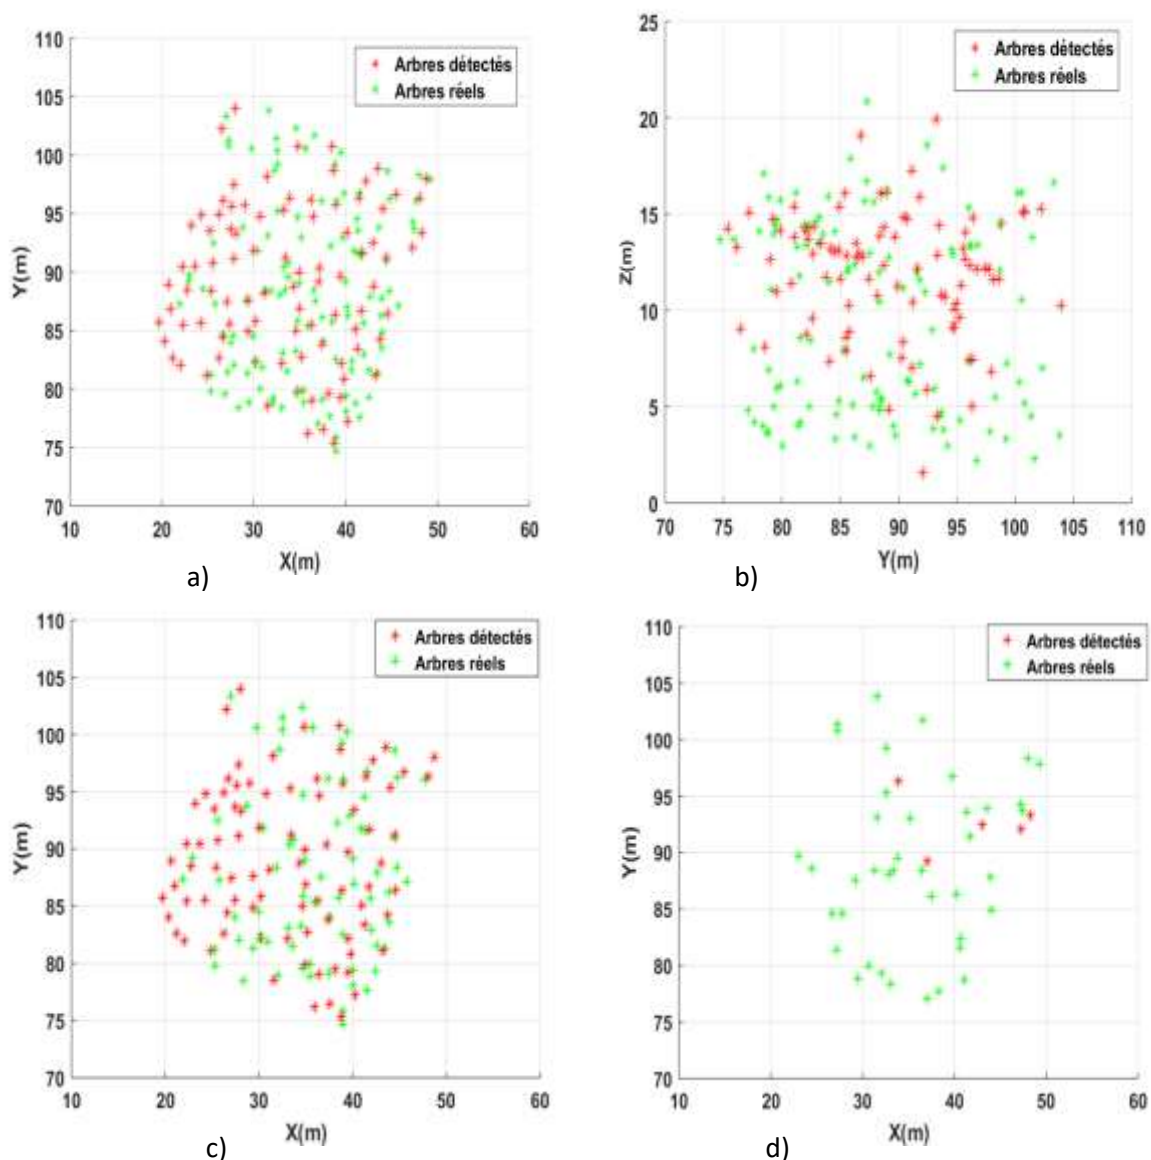 110
105
100
95
90
85
80
75
70
Y(m)
10 20 30 40 50 60
X(m)
Arbres détectés
Arbres réels
a)
25
20
15
10
5
0
Z(m)
70 75 80 85 90 95 100 105 110
Y(m)
Arbres détectés
Arbres réels
b)
110
105
100
95
90
85
80
75
70
Y(m)
10 20 30 40 50 60
X(m)
Arbres détectés
Arbres réels
c)
110
105
100
95
90
85
80
75
70
Y(m)
10 20 30 40 50 60
X(m)
Arbres détectés
Arbres réels
d)